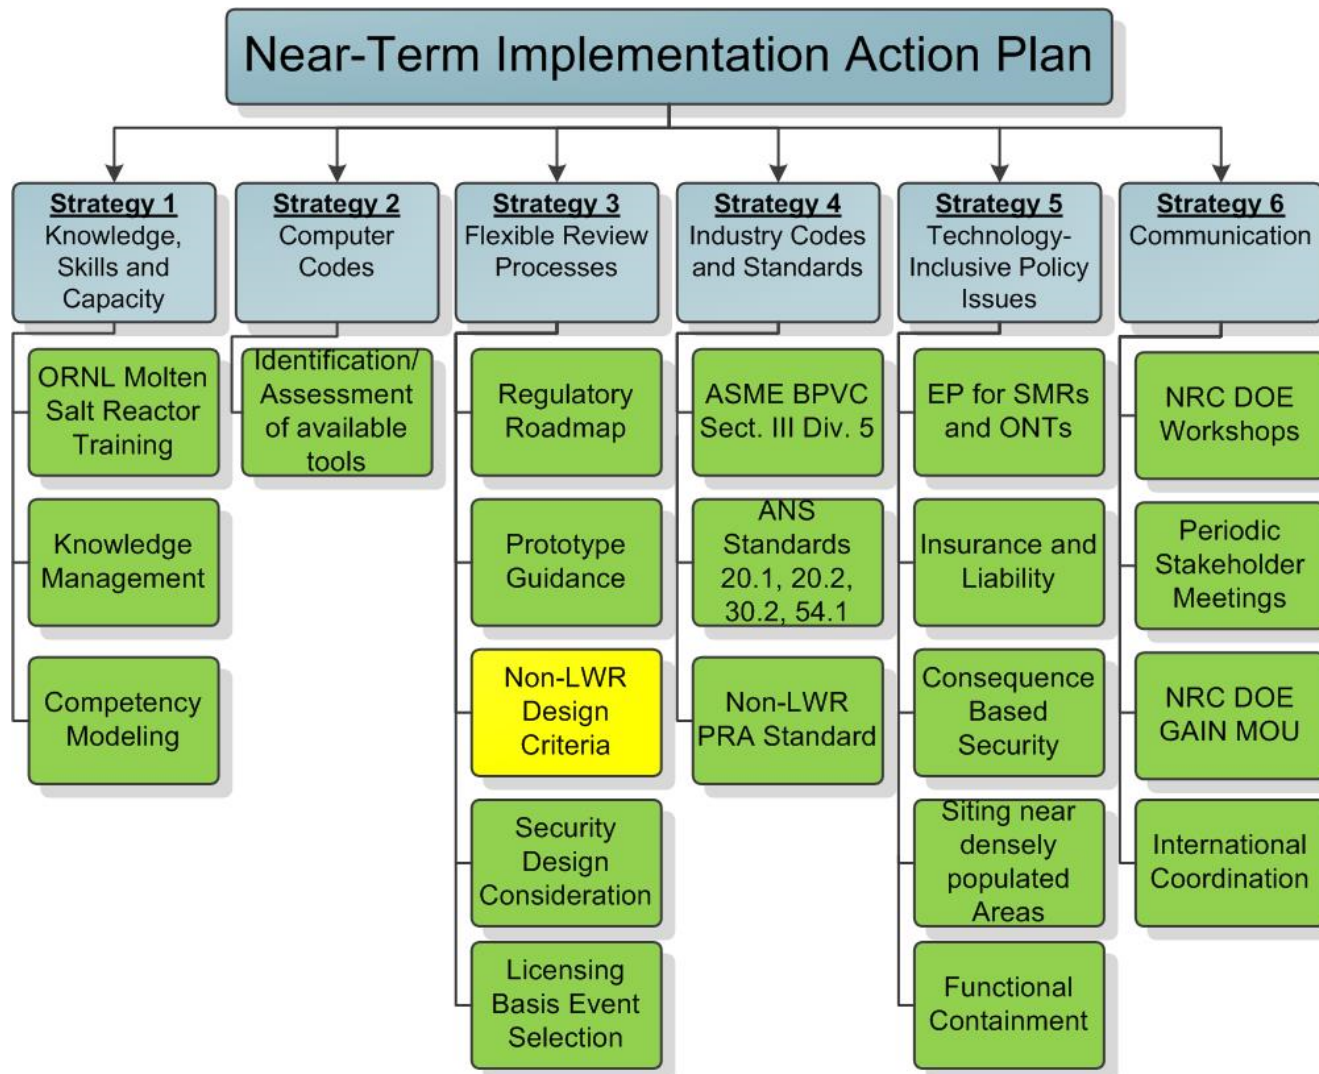 Near-Term Implementation Action Plan
Strategy 1
Knowledge,
Skills and
Capacity
ORNL Molten
Salt Reactor
Training
Knowledge
Management
Competency
Modeling
Strategy 2
Computer
Codes
Identification/
Assessment
of available
tools
Strategy 3
Flexible Review
Processes
Regulatory
Roadmap
Prototype
Guidance
Non-LWR
Design
Criteria
Security
Design
Consideration
Licensing
Basis Event
Selection
Strategy 4
Industry Codes
and Standards
ASME BPVC
Sect. III Div. 5
ANS
Standards
20.1, 20.2,
30.2, 54.1
Non-LWR
PRA Standard
Strategy 5
Technology-
Inclusive Policy
Issues
EP for SMRs
and ONTs
Insurance and
Liability
Consequence
Based
Security
Siting near
densely
populated
Areas
Functional
Containment
Strategy 6
Communication
NRC DOE
Workshops
Periodic
Stakeholder
Meetings
NRC DOE
GAIN MOU
International
Coordination